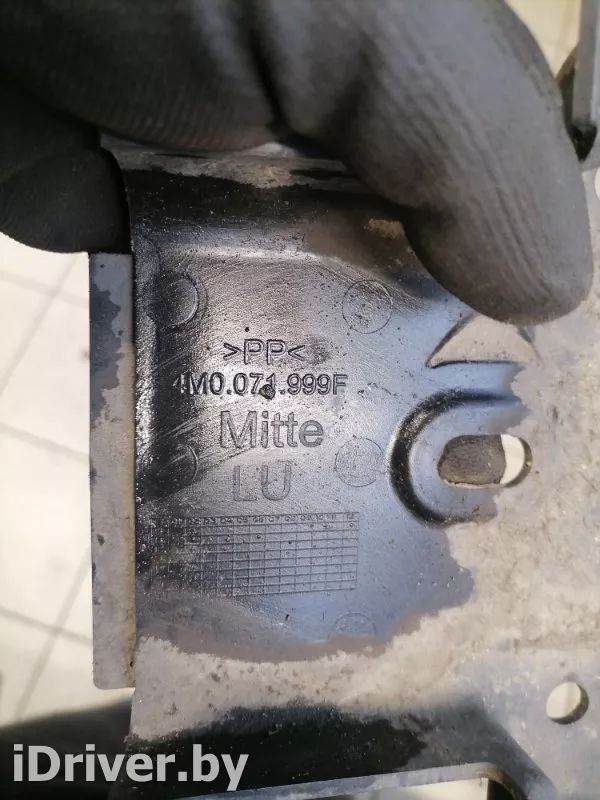 >PP<
4M0.071.999F
Mitte
LU
iDriver.by